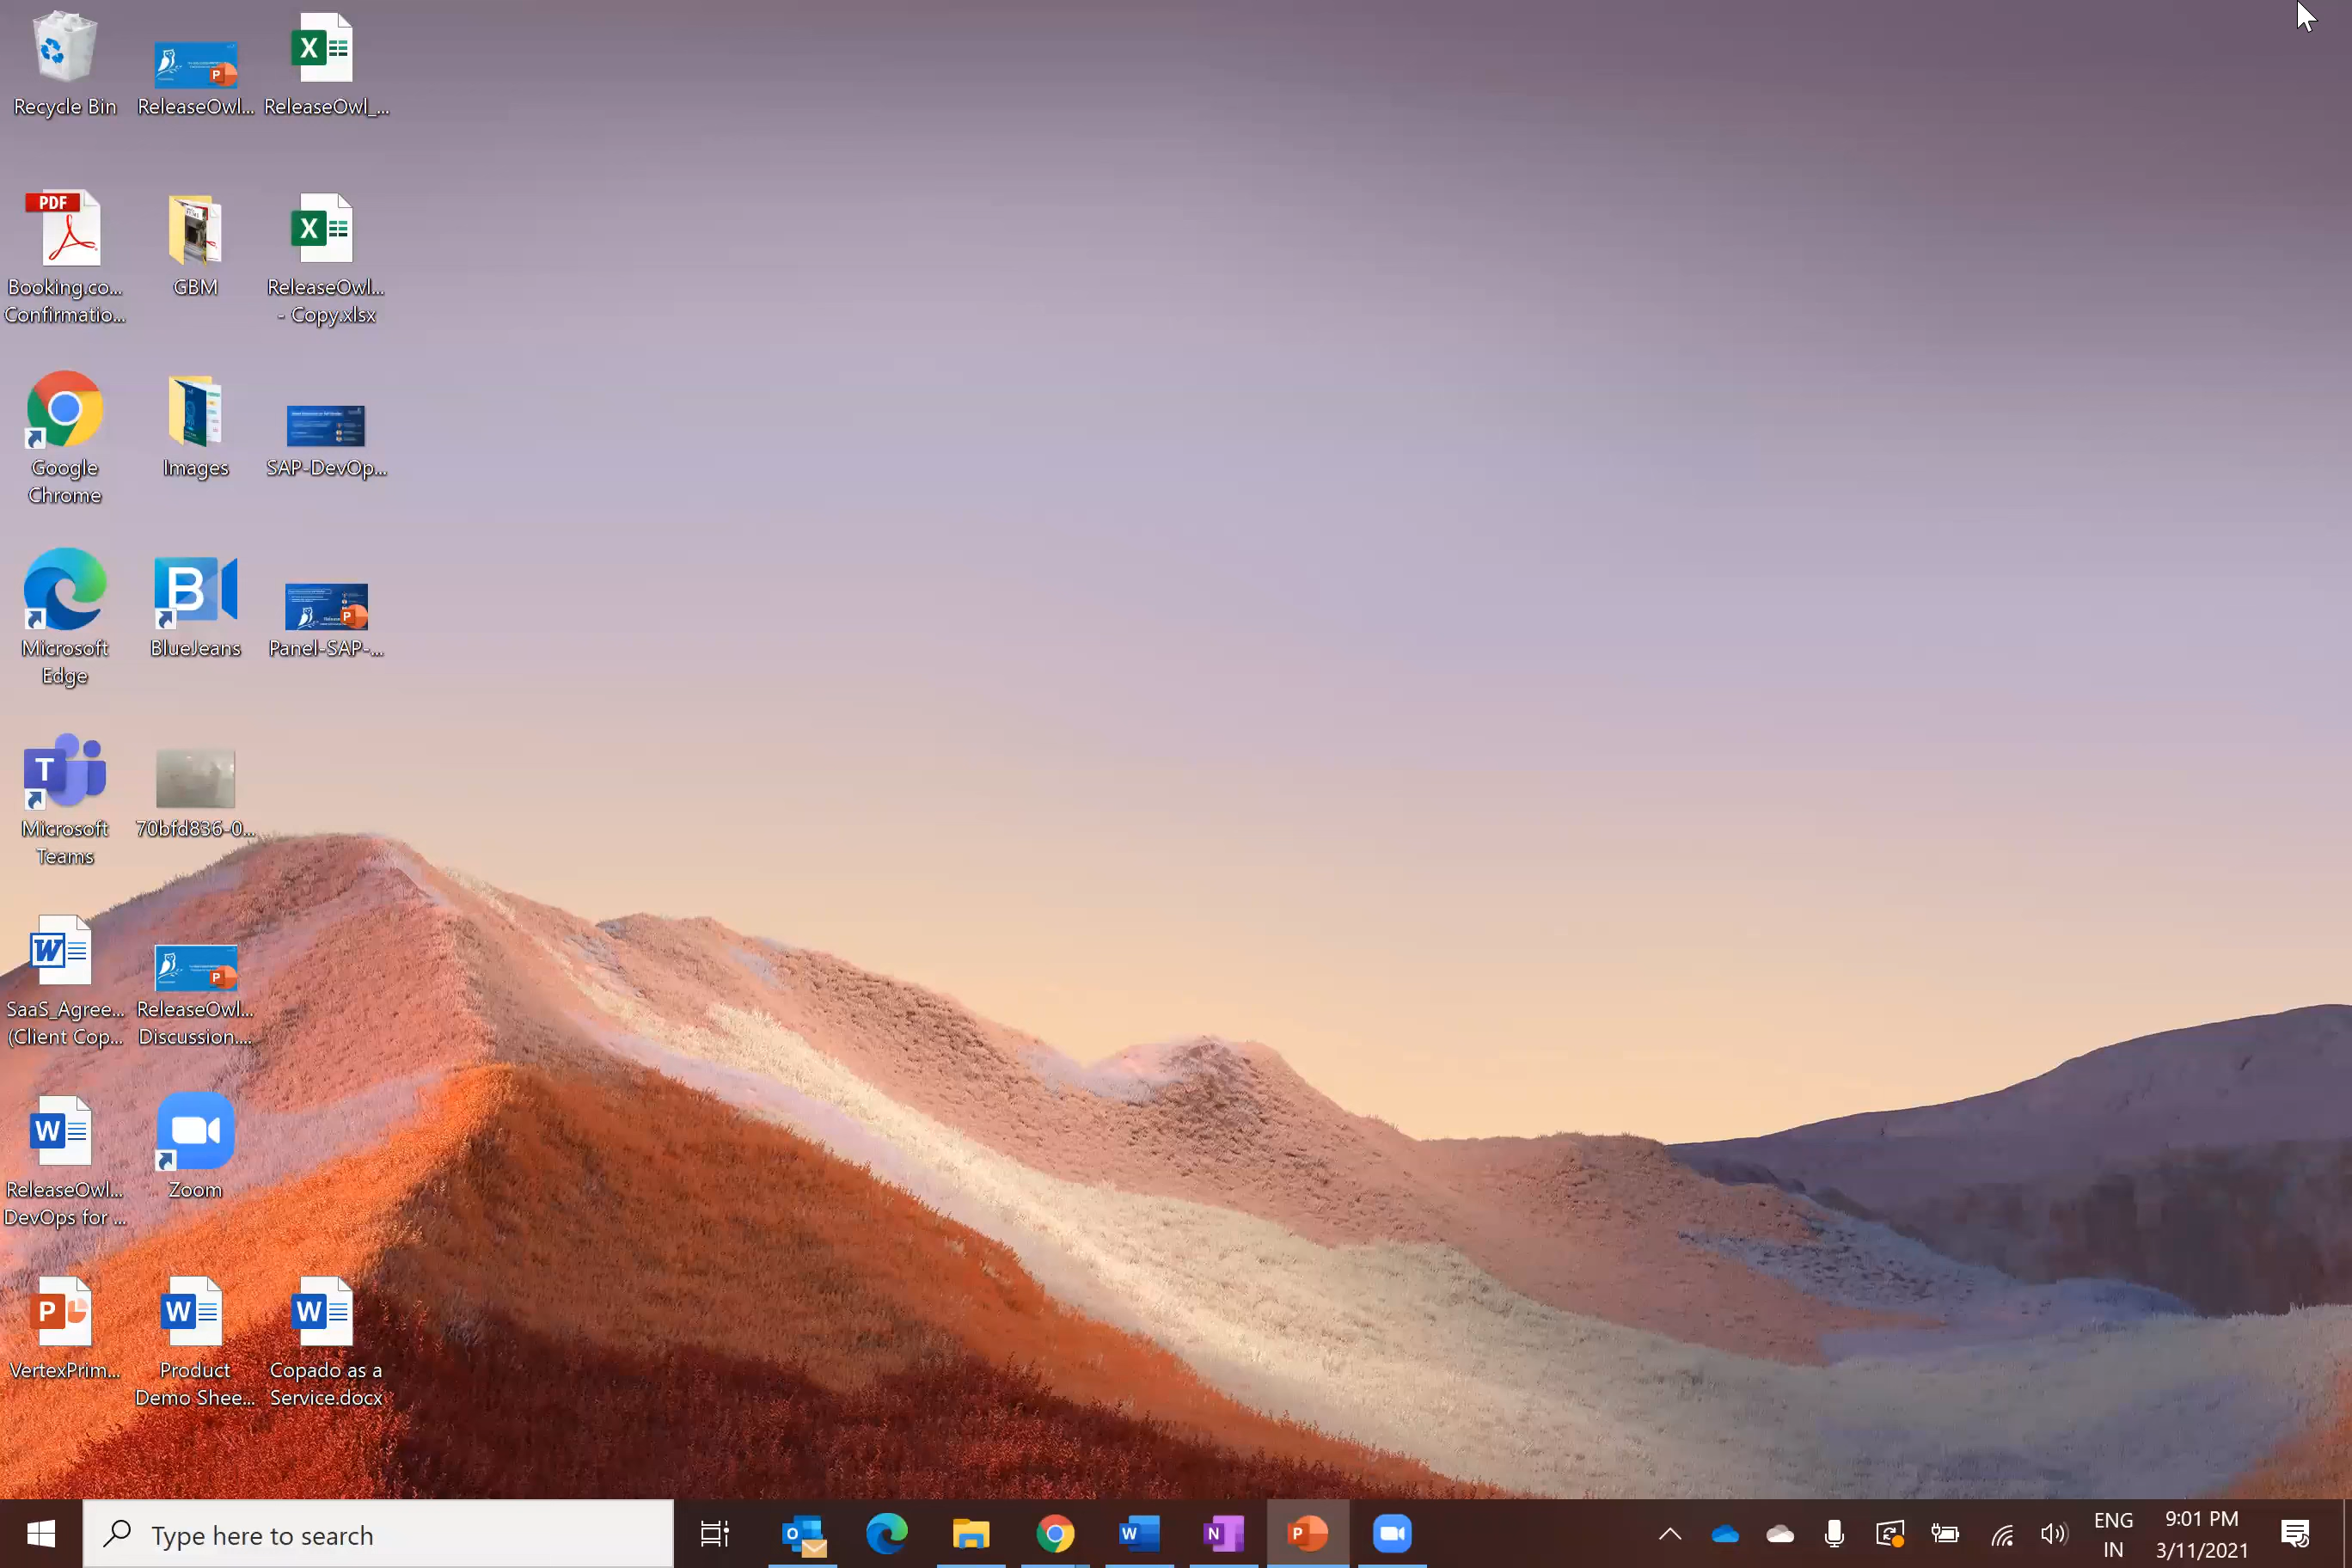 Recycle Bin
ReleaseOwl...
ReleaseOwl_...
PDF
Booking.co...
Confirmatio...
GBM
ReleaseOwl...
- Copy.xlsx
Google
Chrome
Images
SAP-DevOp...
Microsoft
Edge
BlueJeans
Panel-SAP-...
Microsoft
Teams
70bfd836-0...
SaaS_Agree...
(Client Cop...
ReleaseOwl...
Discussion....
ReleaseOwl...
DevOps for ...
Zoom
VertexPrim...
Product
Demo Shee...
Copado as a
Service.docx
Type here to search
ENG
IN
9:01 PM
3/11/2021